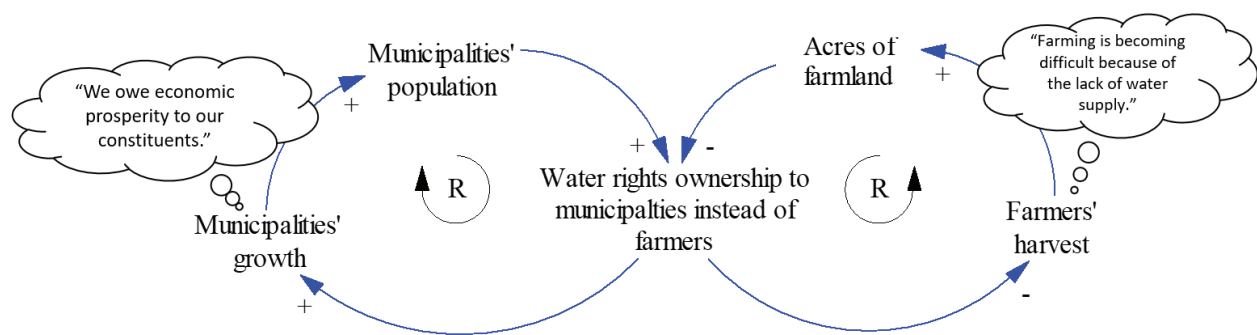 “We owe economic
prosperity to our
constituents.”
Municipalities'
population
+
Acres of
farmland
+
“Farming is becoming
difficult because of
the lack of water
supply.”
+
-
R
R
Water rights ownership to
municipalties instead of
farmers
Municipalities'
growth
+
Farmers'
harvest
-